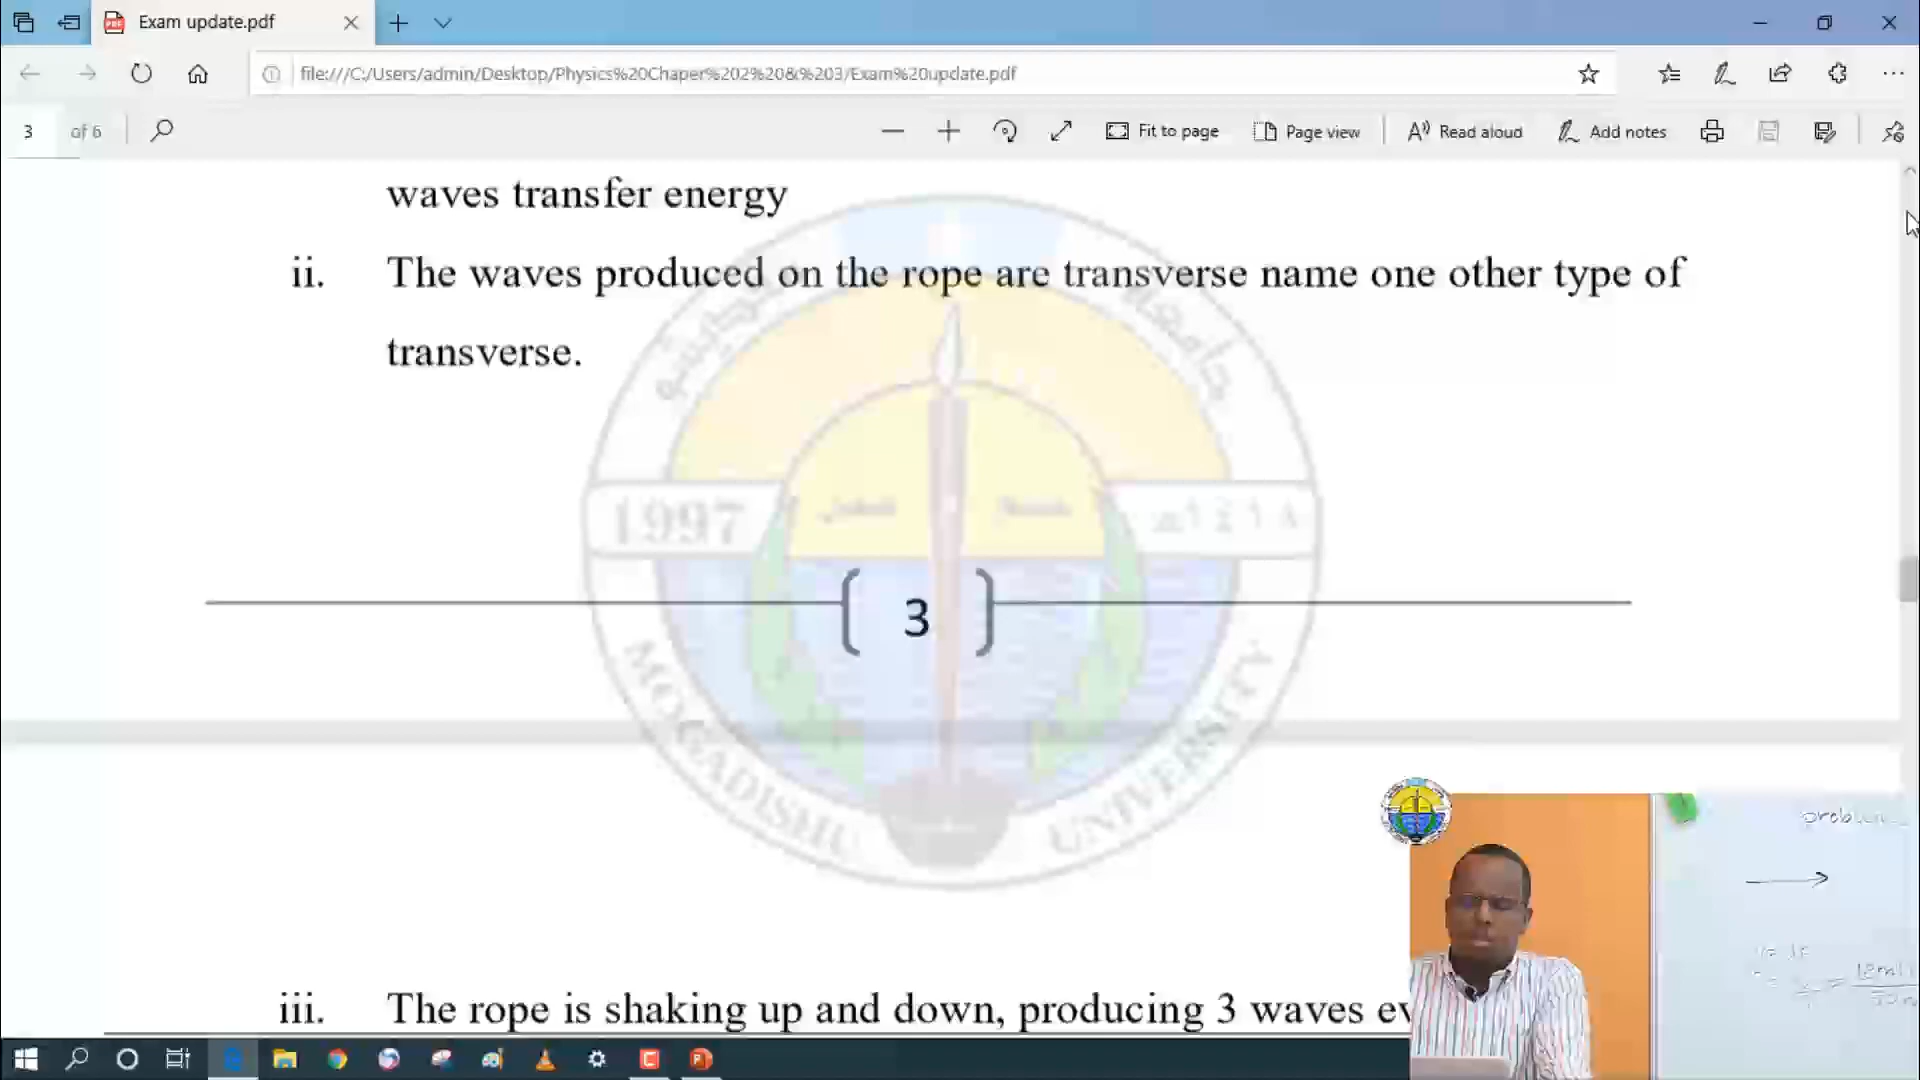 Exam update.pdf
file:///C:/Users/admin/Desktop/Physics%20Chaper%202%20&%203/Exam%20update.pdf
3 of 6
Fit to page
Page view
Read aloud
Add notes
waves transfer energy
ii. The waves produced on the rope are transverse name one other type of
transverse.
1997
3
MOGADISHU UNIVERSITY
iii. The rope is shaking up and down, producing 3 waves ev